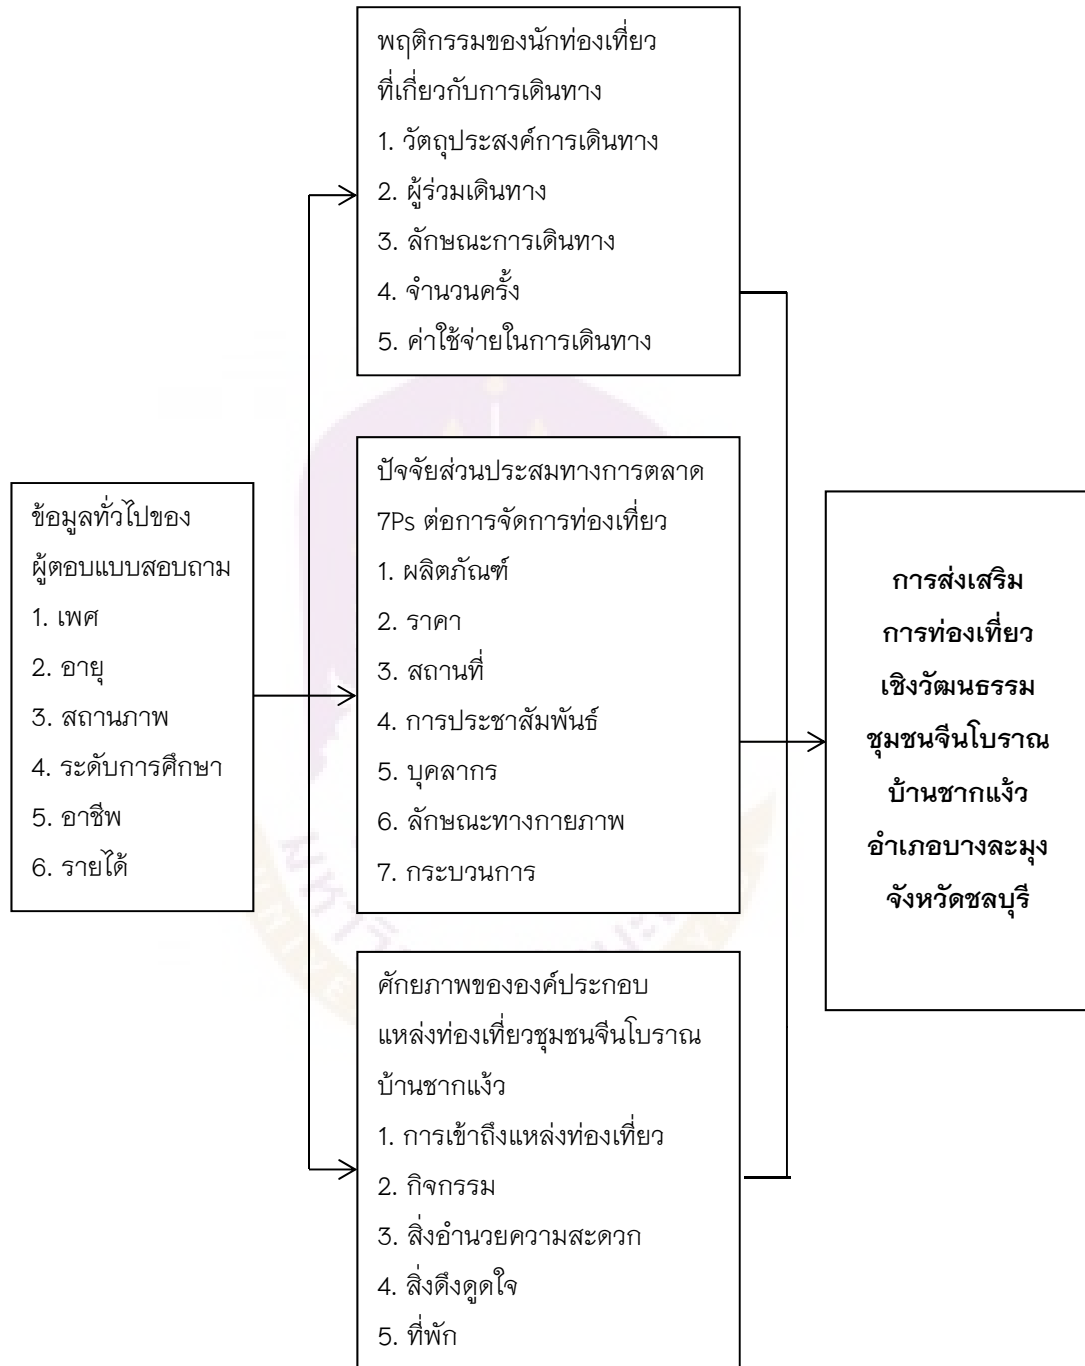 พฤติกรรมของนักท่องเที่ยว
ที่เกี่ยวกับการเดินทาง
1. วัตถุประสงค์การเดินทาง
2. ผู้ร่วมเดินทาง
3. ลักษณะการเดินทาง
4. จำนวนครั้ง
5. ค่าใช้จ่ายในการเดินทาง
ข้อมูลทั่วไปของ
ผู้ตอบแบบสอบถาม
1. เพศ
2. อายุ
3. สถานภาพ
4. ระดับการศึกษา
5. อาชีพ
6. รายได้
ปัจจัยส่วนประสมทางการตลาด
7Ps ต่อการจัดการท่องเที่ยว
1. ผลิตภัณฑ์
2. ราคา
3. สถานที่
4. การประชาสัมพันธ์
5. บุคลากร
6. ลักษณะทางกายภาพ
7. กระบวนการ
ศักยภาพขององค์ประกอบ
แหล่งท่องเที่ยวชุมชนจีนโบราณ
บ้านชากแง้ว
1. การเข้าถึงแหล่งท่องเที่ยว
2. กิจกรรม
3. สิ่งอำนวยความสะดวก
4. สิ่งดึงดูดใจ
5. ที่พัก
การส่งเสริม
การท่องเที่ยว
เชิงวัฒนธรรม
ชุมชนจีนโบราณ
บ้านชากแง้ว
อำเภอบางละมุง
จังหวัดชลบุรี